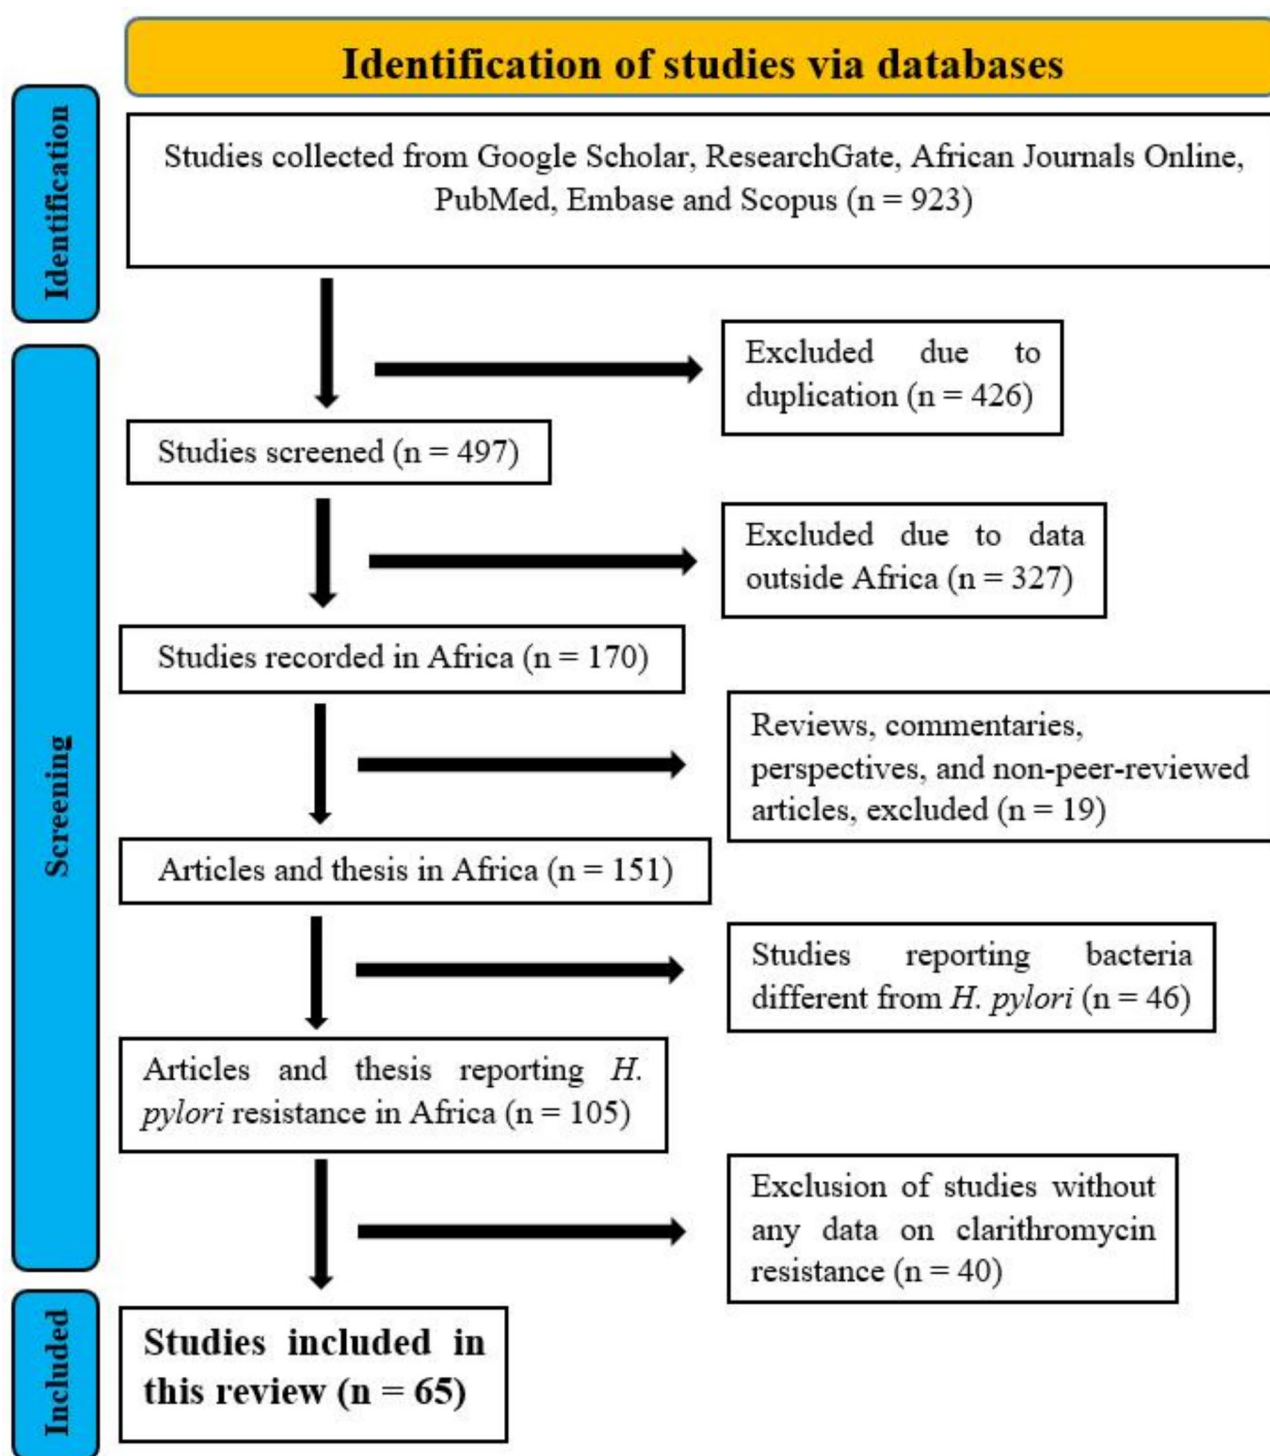 Identification of studies via databases
Identification
Studies collected from Google Scholar, ResearchGate, African Journals Online,
PubMed, Embase and Scopus (n = 923)
Excluded due to
duplication (n = 426)
Screening
Studies screened (n = 497)
Excluded due to data
outside Africa (n = 327)
Studies recorded in Africa (n = 170)
Reviews, commentaries,
perspectives, and non-peer-reviewed
articles, excluded (n = 19)
Articles and thesis in Africa (n = 151)
Studies reporting bacteria
different from H. pylori (n = 46)
Articles and thesis reporting H.
pylori resistance in Africa (n = 105)
Exclusion of studies without
any data on clarithromycin
resistance (n = 40)
Included
Studies included in
this review (n = 65)